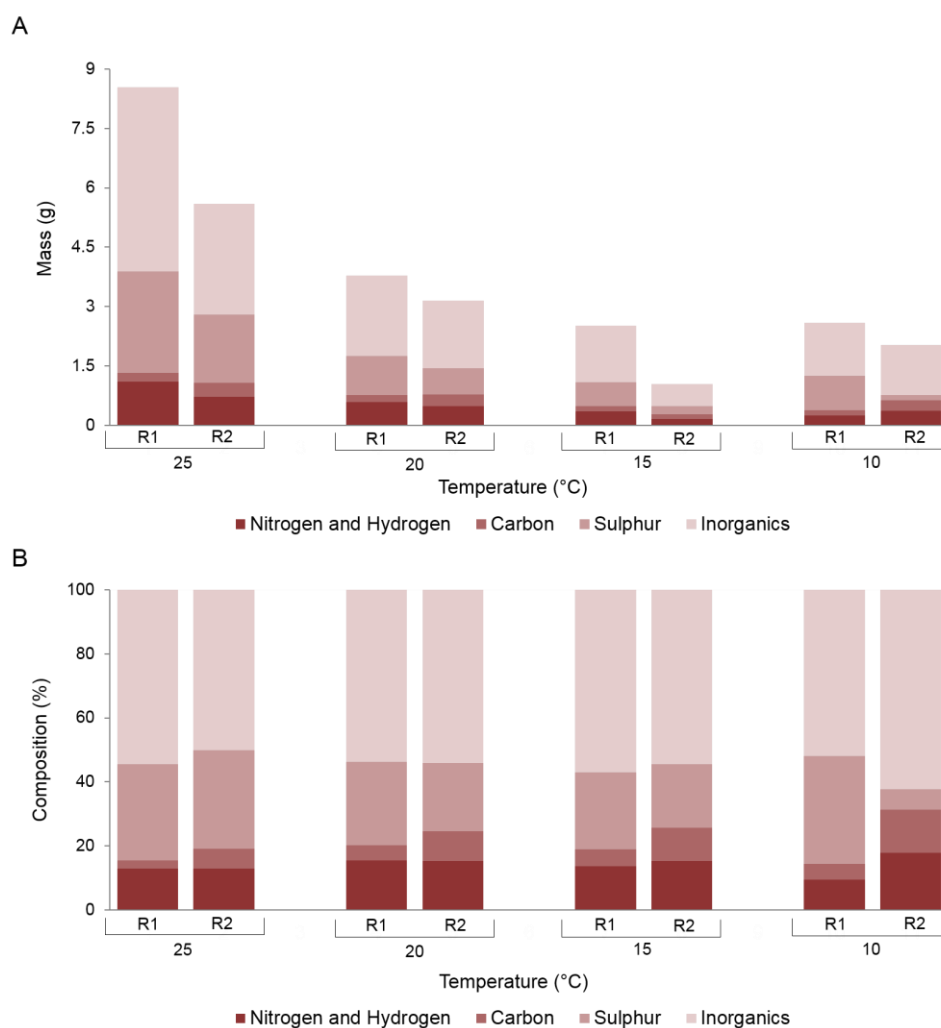 A
9
7.5
6
4.5
3
1.5
0
Mass (g)
R1 R2 R1 R2 R1 R2 R1 R2
25 20 15 10
Temperature (°C)
Nitrogen and Hydrogen Carbon Sulphur Inorganics
B
100
80
60
40
20
0
Composition (%)
R1 R2 R1 R2 R1 R2 R1 R2
25 20 15 10
Temperature (°C)
Nitrogen and Hydrogen Carbon Sulphur Inorganics